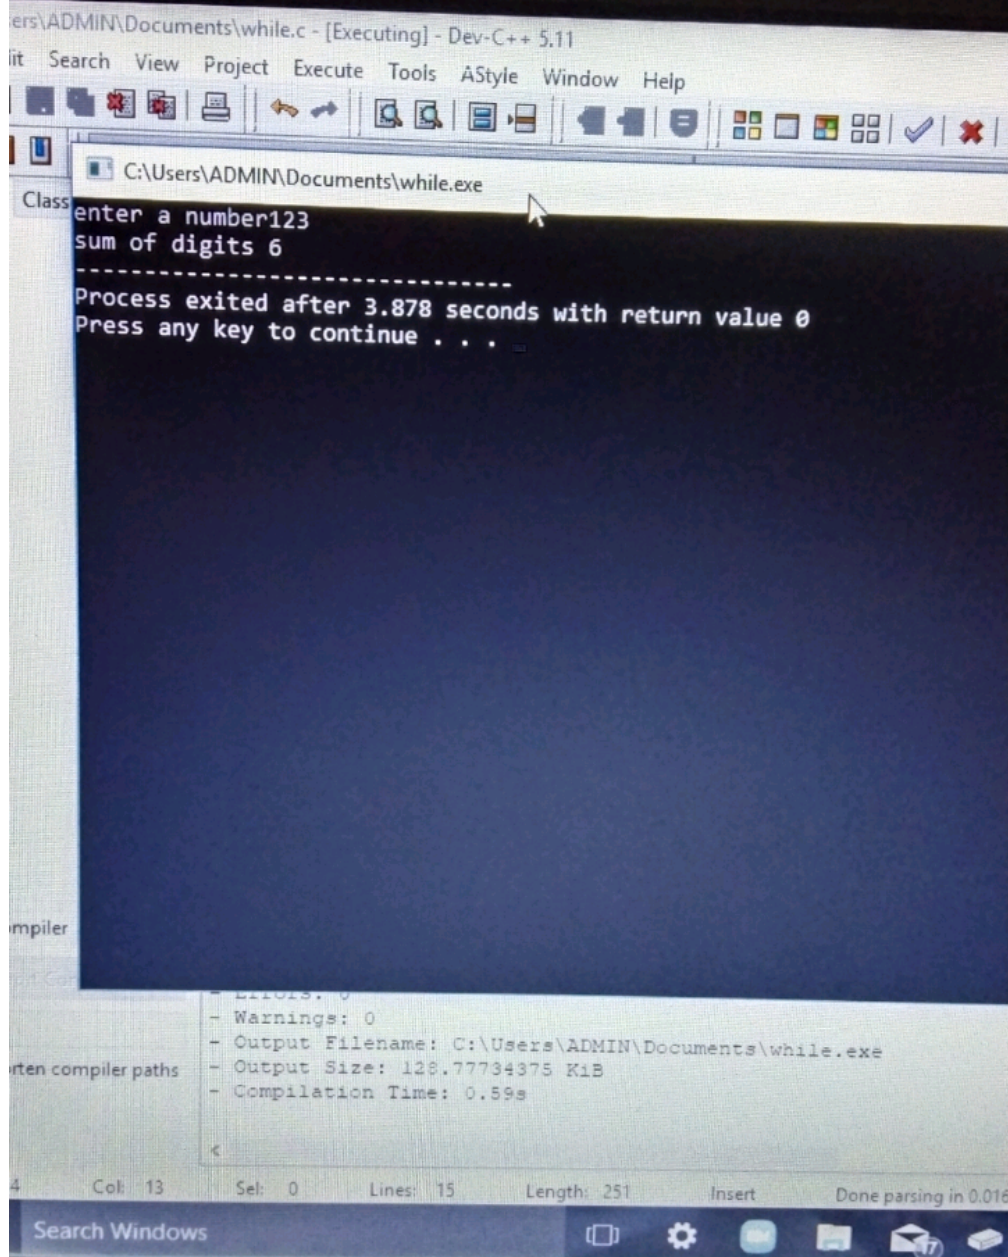 ers\ADMIN\Documents\while.c - [Executing] - Dev-C++ 5.11
it Search View Project Execute Tools AStyle Window Help
C:\Users\ADMIN\Documents\while.exe
Class
enter a number123
sum of digits 6
--------------------------------
Process exited after 3.878 seconds with return value 0
Press any key to continue . . .
mpiler
- Errors: 0
- Warnings: 0
- Output Filename: C:\Users\ADMIN\Documents\while.exe
rten compiler paths
- Output Size: 128.77734375 KiB
- Compilation Time: 0.59s
4 Col: 13 Sel: 0 Lines: 15 Length: 251 Insert Done parsing in 0.016
Search Windows